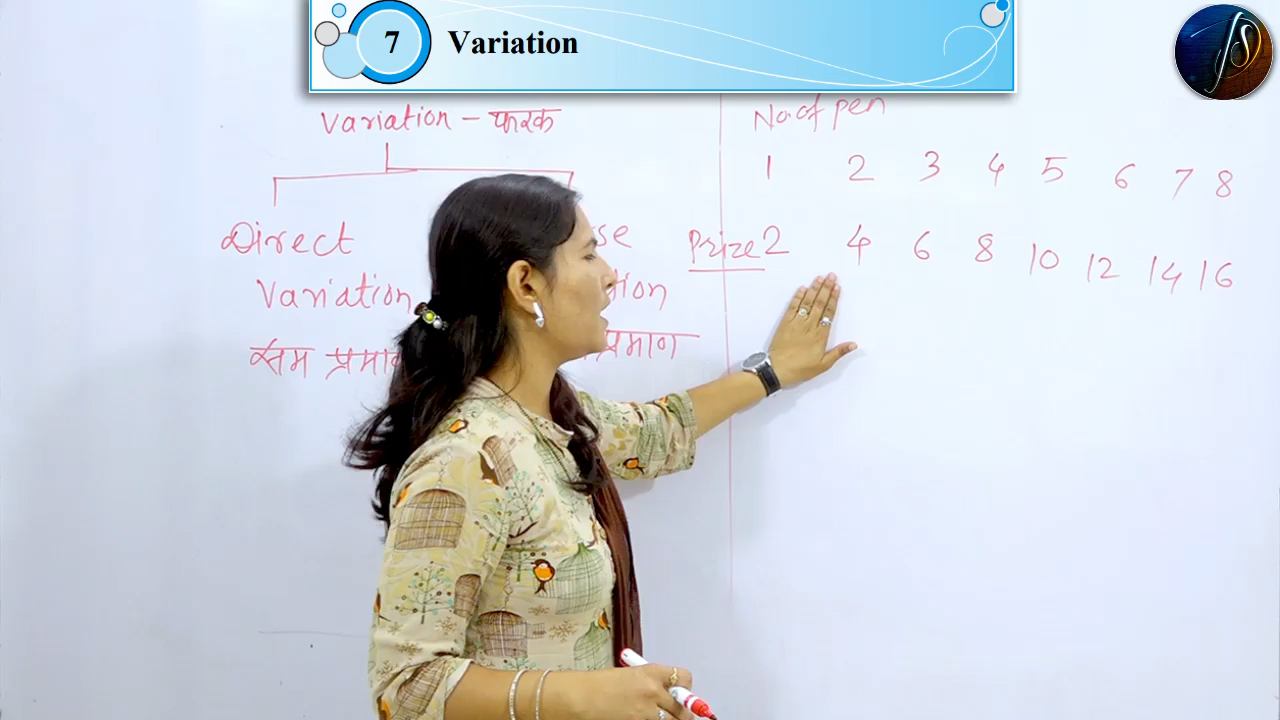 7 Variation
Variation - फरक
Direct
Variation
सम
No. of pen
1 2 3 4 5 6 7 8
Prize 2 4 6 8 10 12 14 16